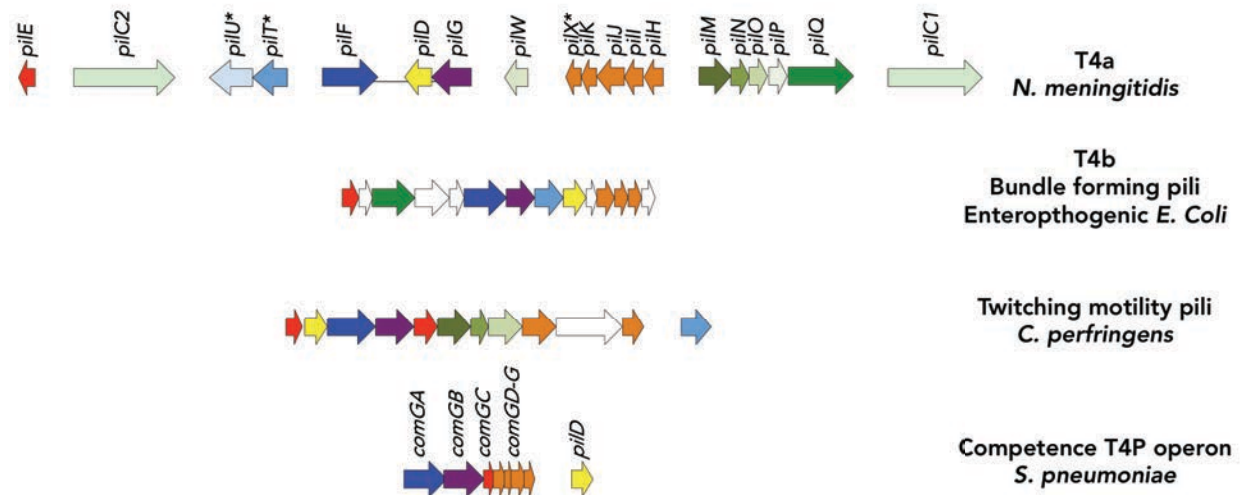 pilE
pilC2
pilU*
pilT*
pilF
pilD
pilG
pilW
pilX*
pilK
pilJ
pilI
pilH
pilM
pilN
pilO
pilP
pilQ
pilC1
T4a
N. meningitidis
T4b
Bundle forming pili
Enteropthogenic E. Coli
Twitching motility pili
C. perfringens
comGA
comGB
comGC
comGD-G
pilD
Competence T4P operon
S. pneumoniae